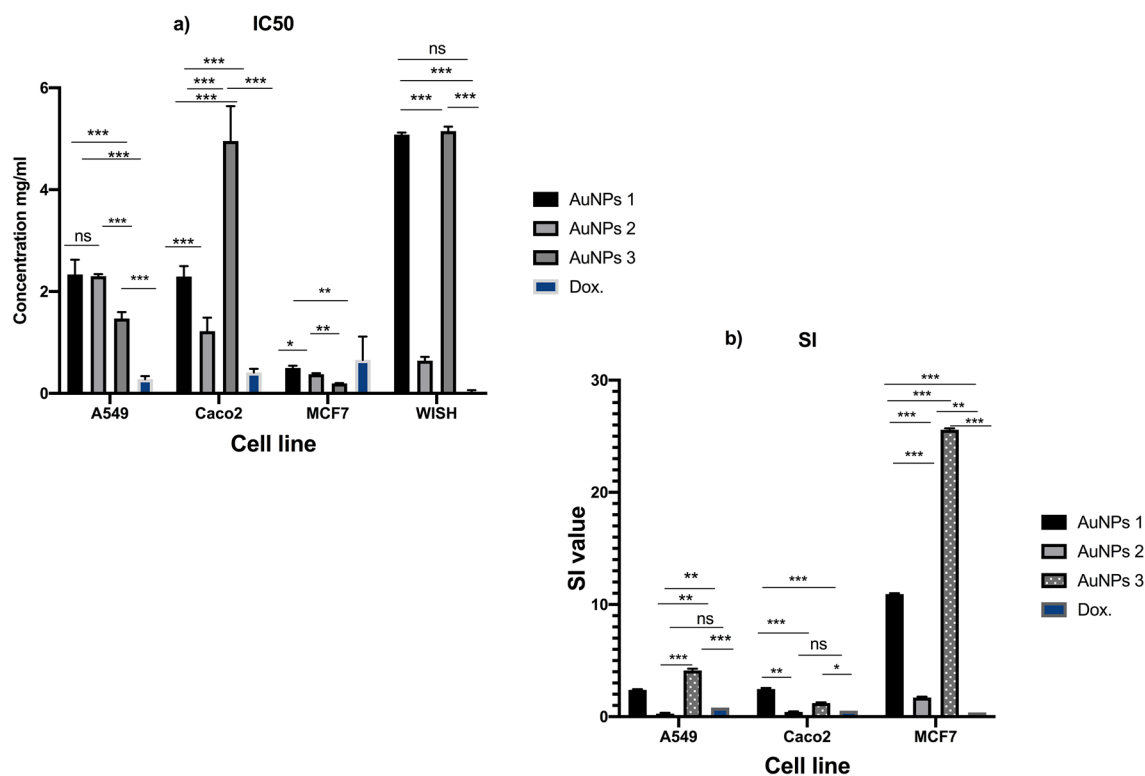 a) IC50
***
***
***
***
ns
***
***
***
***
***
***
***
***
**
**
*
ns
***
***
***
Concentration mg/ml
6
4
2
0
A549 Caco2 MCF7 WISH
Cell line
AuNPs 1
AuNPs 2
AuNPs 3
Dox.
b) SI
**
**
ns
***
***
***
***
ns
**
*
***
***
**
***
***
***
SI value
30
20
10
0
A549 Caco2 MCF7
Cell line
AuNPs 1
AuNPs 2
AuNPs 3
Dox.